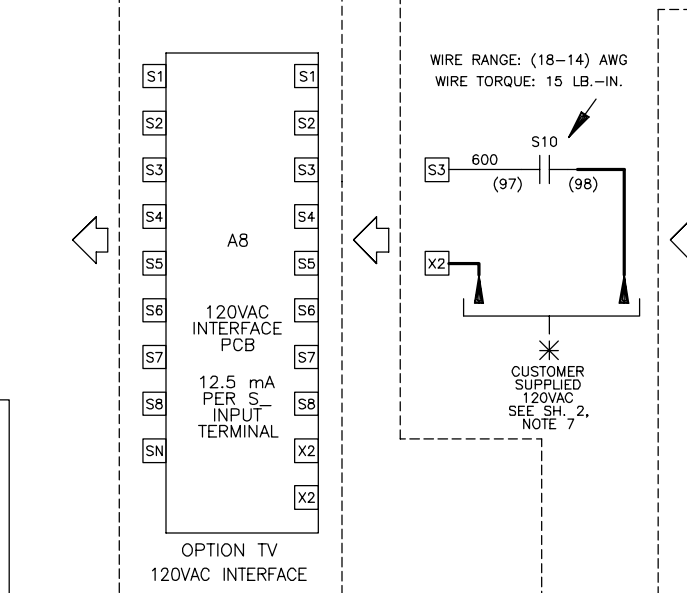 WIRE RANGE: (18-14) AWG
WIRE TORQUE: 15 LB.-IN.
S1
S1
S2
S2
S10
S3
S3
S3
600
(97)
(98)
S4
S4
A8
S5
S5
X2
S6
S6
120VAC
INTERFACE
PCB
S7
S7
12.5 mA
PER S_
INPUT
TERMINAL
S8
S8
CUSTOMER
SUPPLIED
120VAC
SEE SH. 2,
NOTE 7
SN
X2
X2
OPTION TV
120VAC INTERFACE